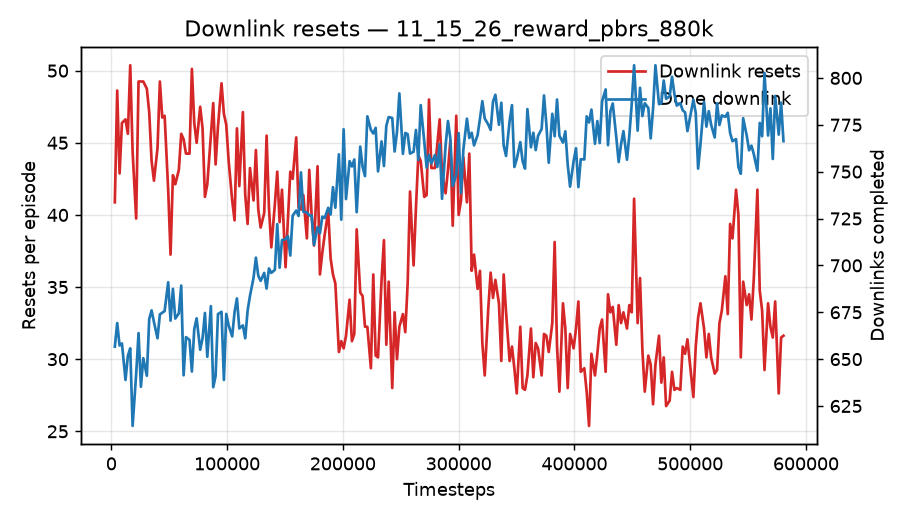 Downlink resets — 11_15_26_reward_pbrs_880k
Downlink resets
Done downlink
Resets per episode
50
45
40
35
30
25
800
775
750
725
700
675
650
625
Downlinks completed
0 100000 200000 300000 400000 500000 600000
Timesteps